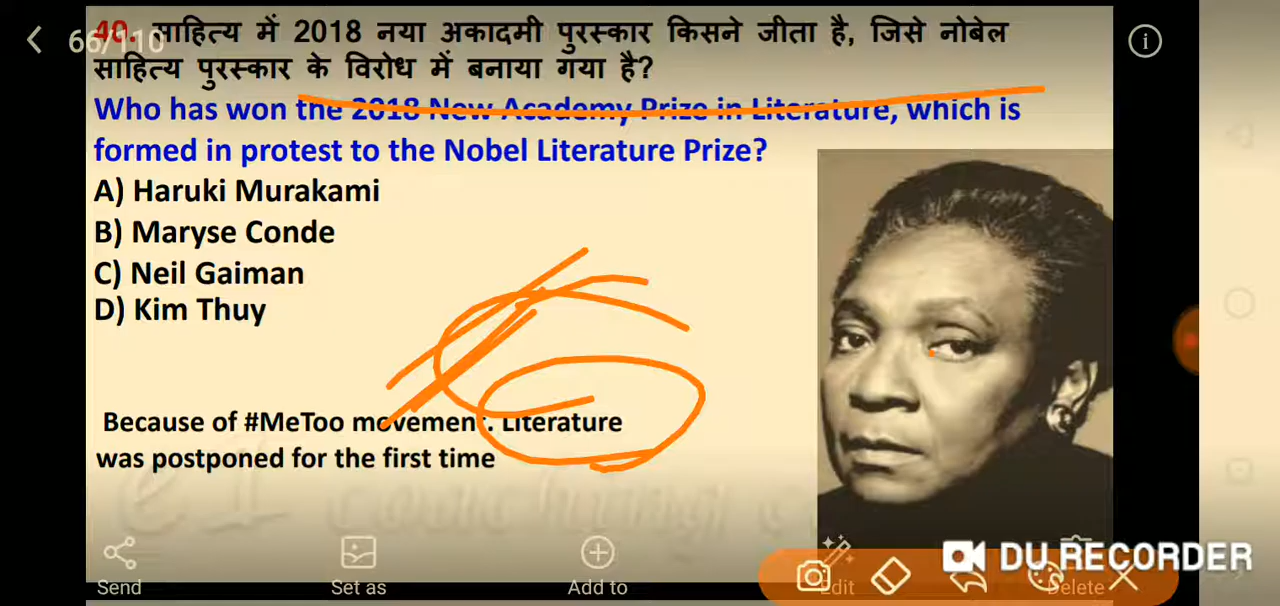 40. साहित्य में 2018 नया अकादमी पुरस्कार किसने जीता है, जिसे नोबेल
66/110
साहित्य पुरस्कार के विरोध में बनाया गया है?
Who has won the 2018 New Academy Prize in Literature, which is
formed in protest to the Nobel Literature Prize?
A) Haruki Murakami
B) Maryse Conde
C) Neil Gaiman
D) Kim Thuy
Because of #MeToo movement. Literature
was postponed for the first time
DU RECORDER
Send Set as Add to Edit Delete